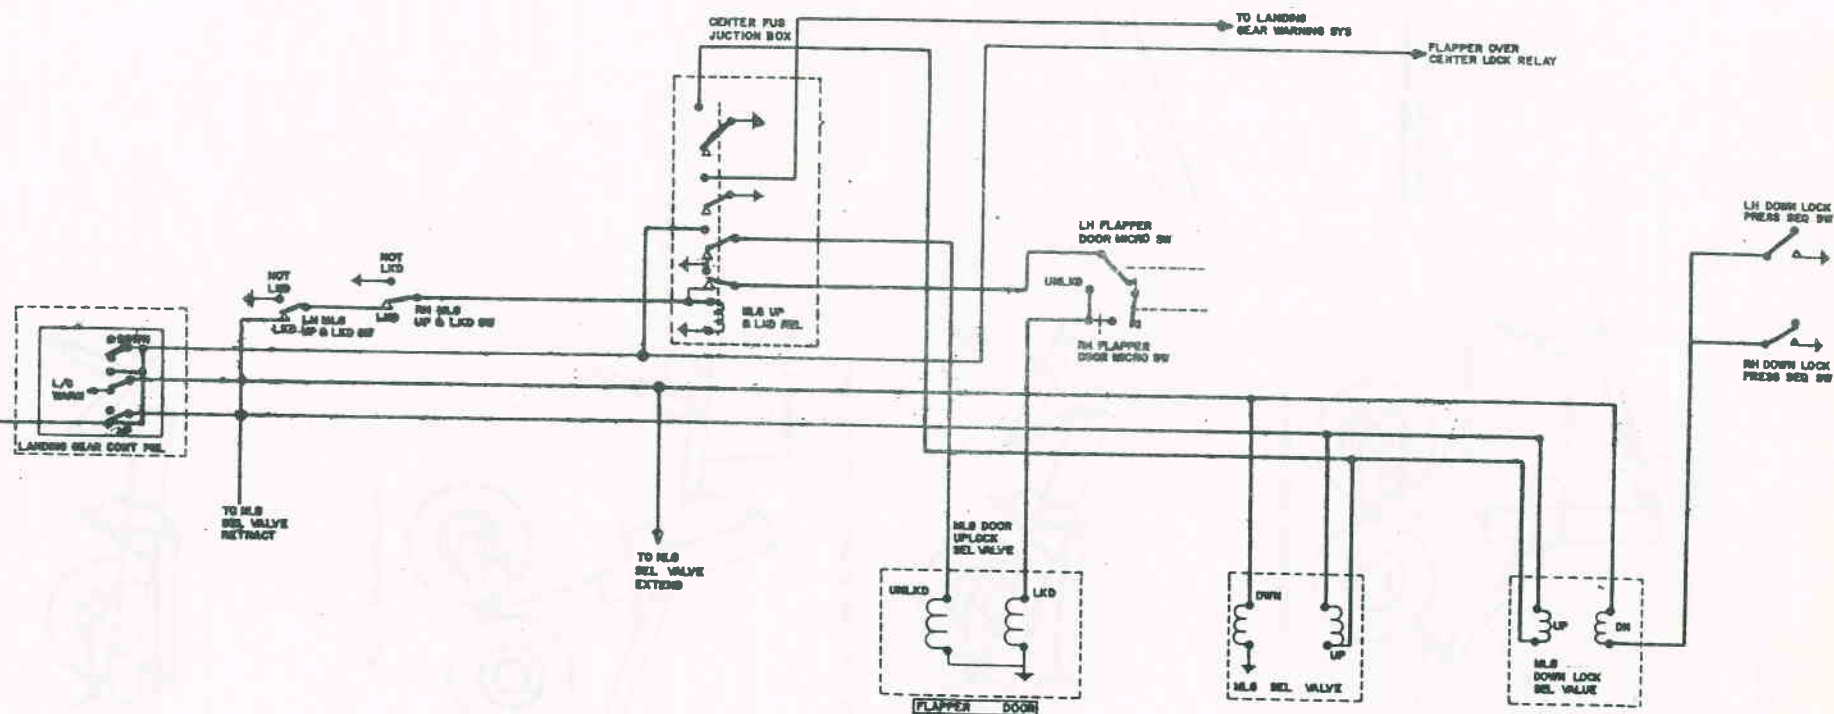 CENTER FUS
JUCTION BOX
TO LANDING
GEAR WARNING SYS
FLAPPER OVER
CENTER LOCK RELAY
LH FLAPPER
DOOR MICRO SW
UNLKD
RH FLAPPER
DOOR MICRO SW
LH DOWN LOCK
PRESS SEQ SW
RH DOWN LOCK
PRESS SEQ SW
NOT
LKD
NOT
LKD
LKD
LH MLG
UP & LKD SW
LKD
RH MLG
UP & LKD SW
MLG UP
& LKD REL
DOWN
L/G
WARN
UP
LANDING GEAR CONT PNL
TO NLG
SEL VALVE
RETRACT
TO NLG
SEL VALVE
EXTEND
MLG DOOR
UPLOCK
SEL VALVE
UNLKD
LKD
FLAPPER DOOR
DWN
UP
MLG SEL VALVE
UP
DN
MLG
DOWN LOCK
SEL VALUE